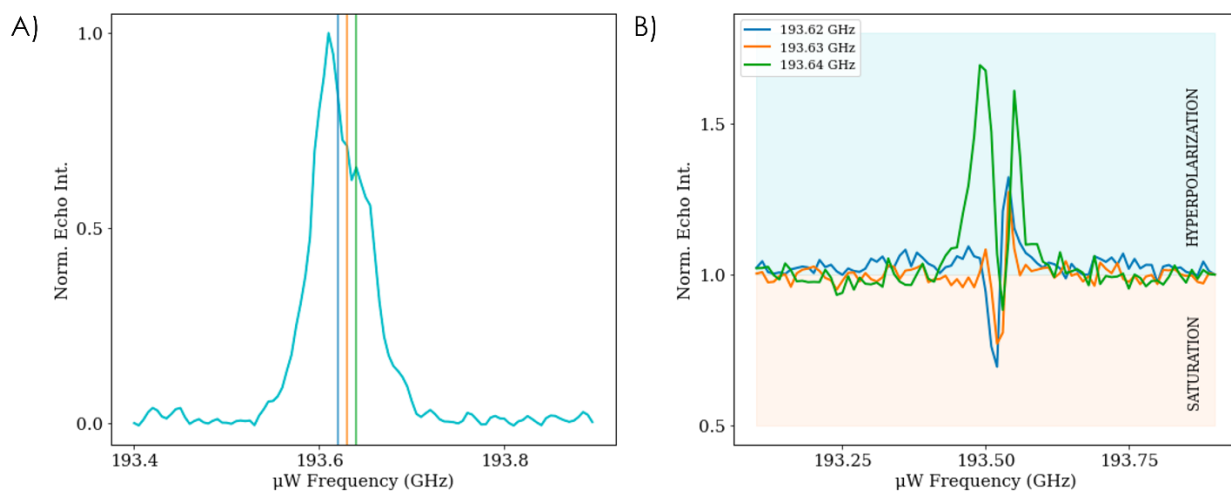 A)
1.0
0.5
0.0
Norm. Echo Int.
193.4
193.6
193.8
µW Frequency (GHz)
B)
193.62 GHz
193.63 GHz
193.64 GHz
1.5
1.0
0.5
Norm. Echo Int.
HYPERPOLARIZATION
SATURATION
193.25
193.50
193.75
µW Frequency (GHz)